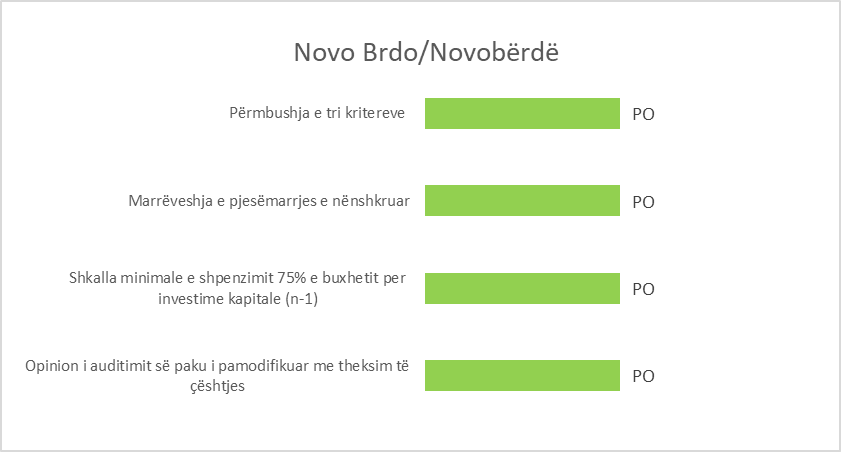 Novo Brdo/Novobërdë
Përmbushja e tri kritereve
PO
Marrëveshja e pjesëmarrjes e nënshkruar
PO
Shkalla minimale e shpenzimit 75% e buxhetit per
investime kapitale (n-1)
PO
Opinion i auditimit së paku i pamodifikuar me theksim të
çështjes
PO